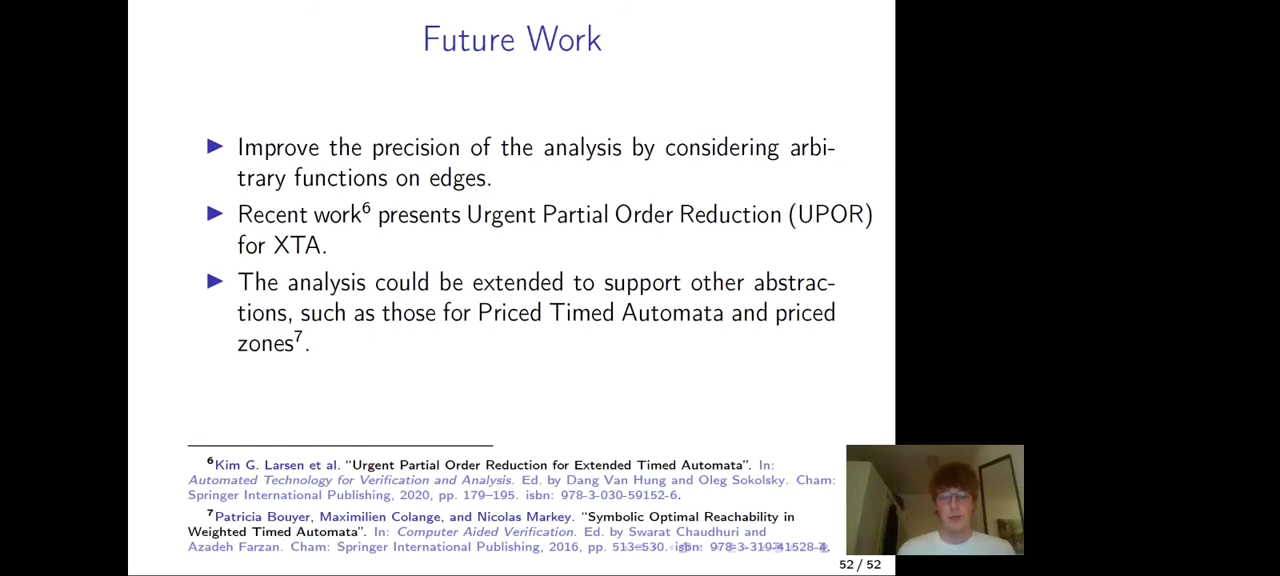 Future Work
Improve the precision of the analysis by considering arbi-
trary functions on edges.
Recent work⁶ presents Urgent Partial Order Reduction (UPOR)
for XTA.
The analysis could be extended to support other abstrac-
tions, such as those for Priced Timed Automata and priced
zones⁷.
⁶Kim G. Larsen et al. “Urgent Partial Order Reduction for Extended Timed Automata”. In:
Automated Technology for Verification and Analysis. Ed. by Dang Van Hung and Oleg Sokolsky. Cham:
Springer International Publishing, 2020, pp. 179–195. isbn: 978-3-030-59152-6.
⁷Patricia Bouyer, Maximilien Colange, and Nicolas Markey. “Symbolic Optimal Reachability in
Weighted Timed Automata”. In: Computer Aided Verification. Ed. by Swarat Chaudhuri and
Azadeh Farzan. Cham: Springer International Publishing, 2016, pp. 513–530. isbn: 978-3-319-41528-4.
52 / 52